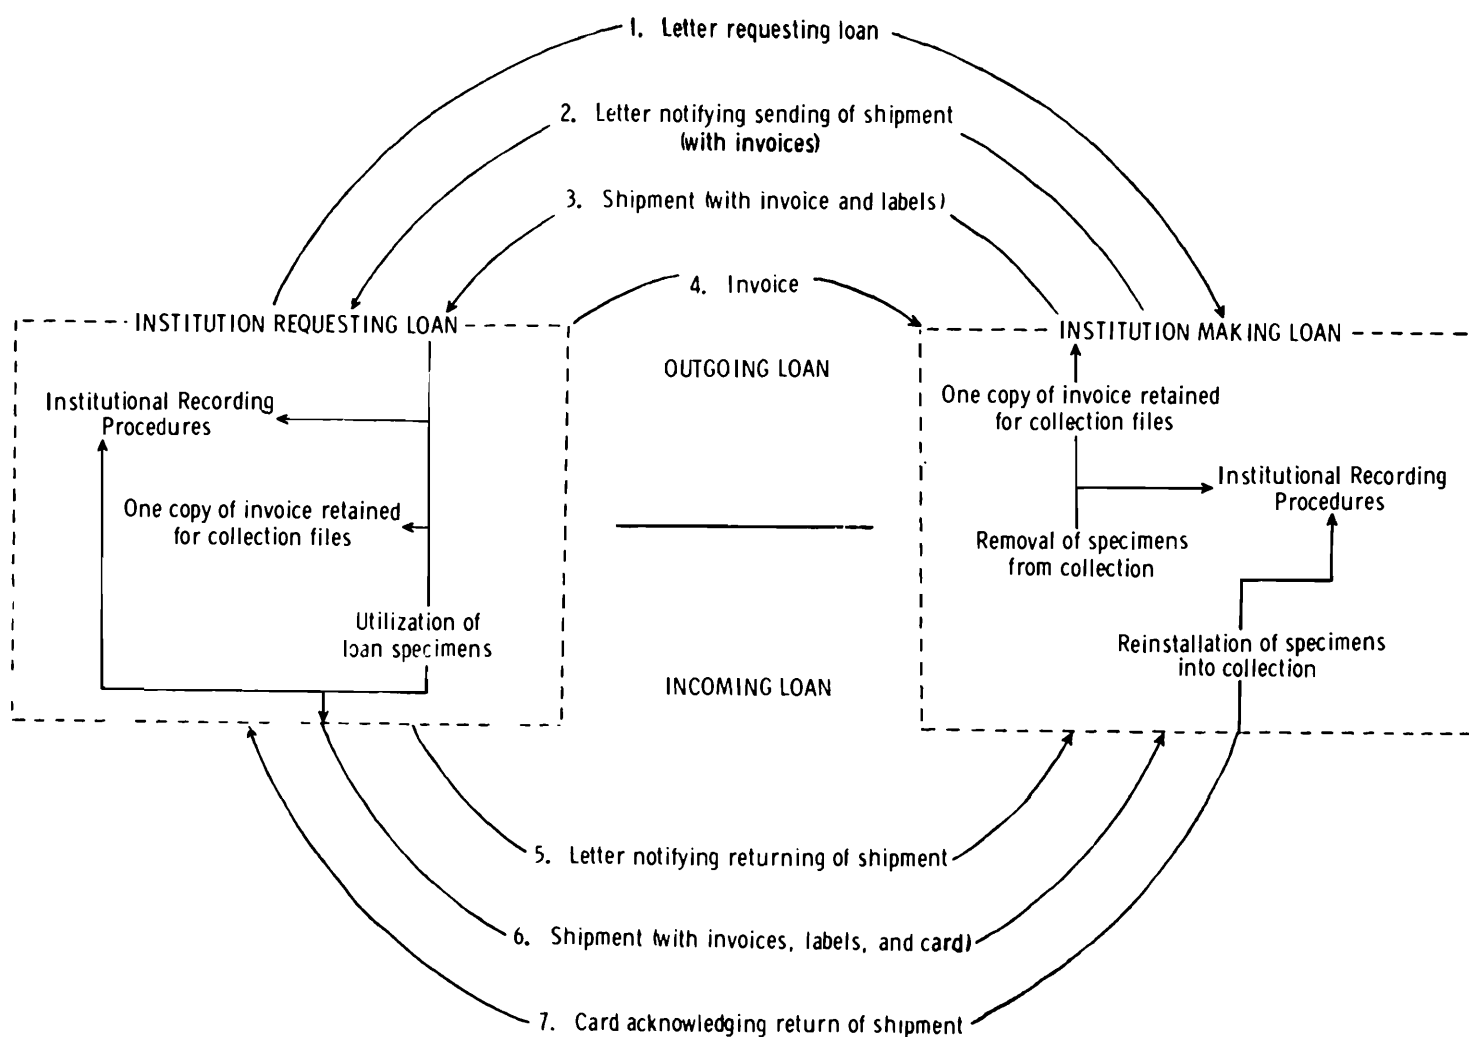 1. Letter requesting loan
2. Letter notifying sending of shipment
(with invoices)
3. Shipment (with invoice and labels)
4. Invoice
INSTITUTION REQUESTING LOAN
INSTITUTION MAKING LOAN
OUTGOING LOAN
Institutional Recording
Procedures
One copy of invoice retained
for collection files
Utilization of
loan specimens
One copy of invoice retained
for collection files
Institutional Recording
Procedures
Removal of specimens
from collection
Reinstallation of specimens
into collection
INCOMING LOAN
5. Letter notifying returning of shipment
6. Shipment (with invoices, labels, and card)
7. Card acknowledging return of shipment